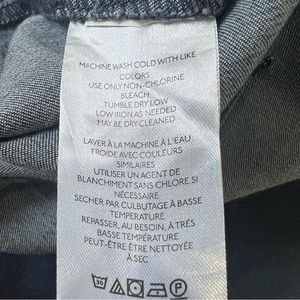 MACHINE WASH COLD WITH LIKE
COLORS
USE ONLY NON-CHLORINE
BLEACH
TUMBLE DRY LOW
LOW IRON AS NEEDED
MAY BE DRY CLEANED
LAVER À LA MACHINE À L'EAU
FROIDE AVEC COULEURS
SIMILAIRES
UTILISER UN AGENT DE
BLANCHIMENT SANS CHLORE SI
NÉCESSAIRE
SECHER PAR CULBUTAGE À BASSE
TEMPERATURE
REPASSER, AU BESOIN, À TRÈS
BASSE TEMPÉRATURE
PEUT-ÊTRE ÊTRE NETTOYÉE
À SEC
30
P